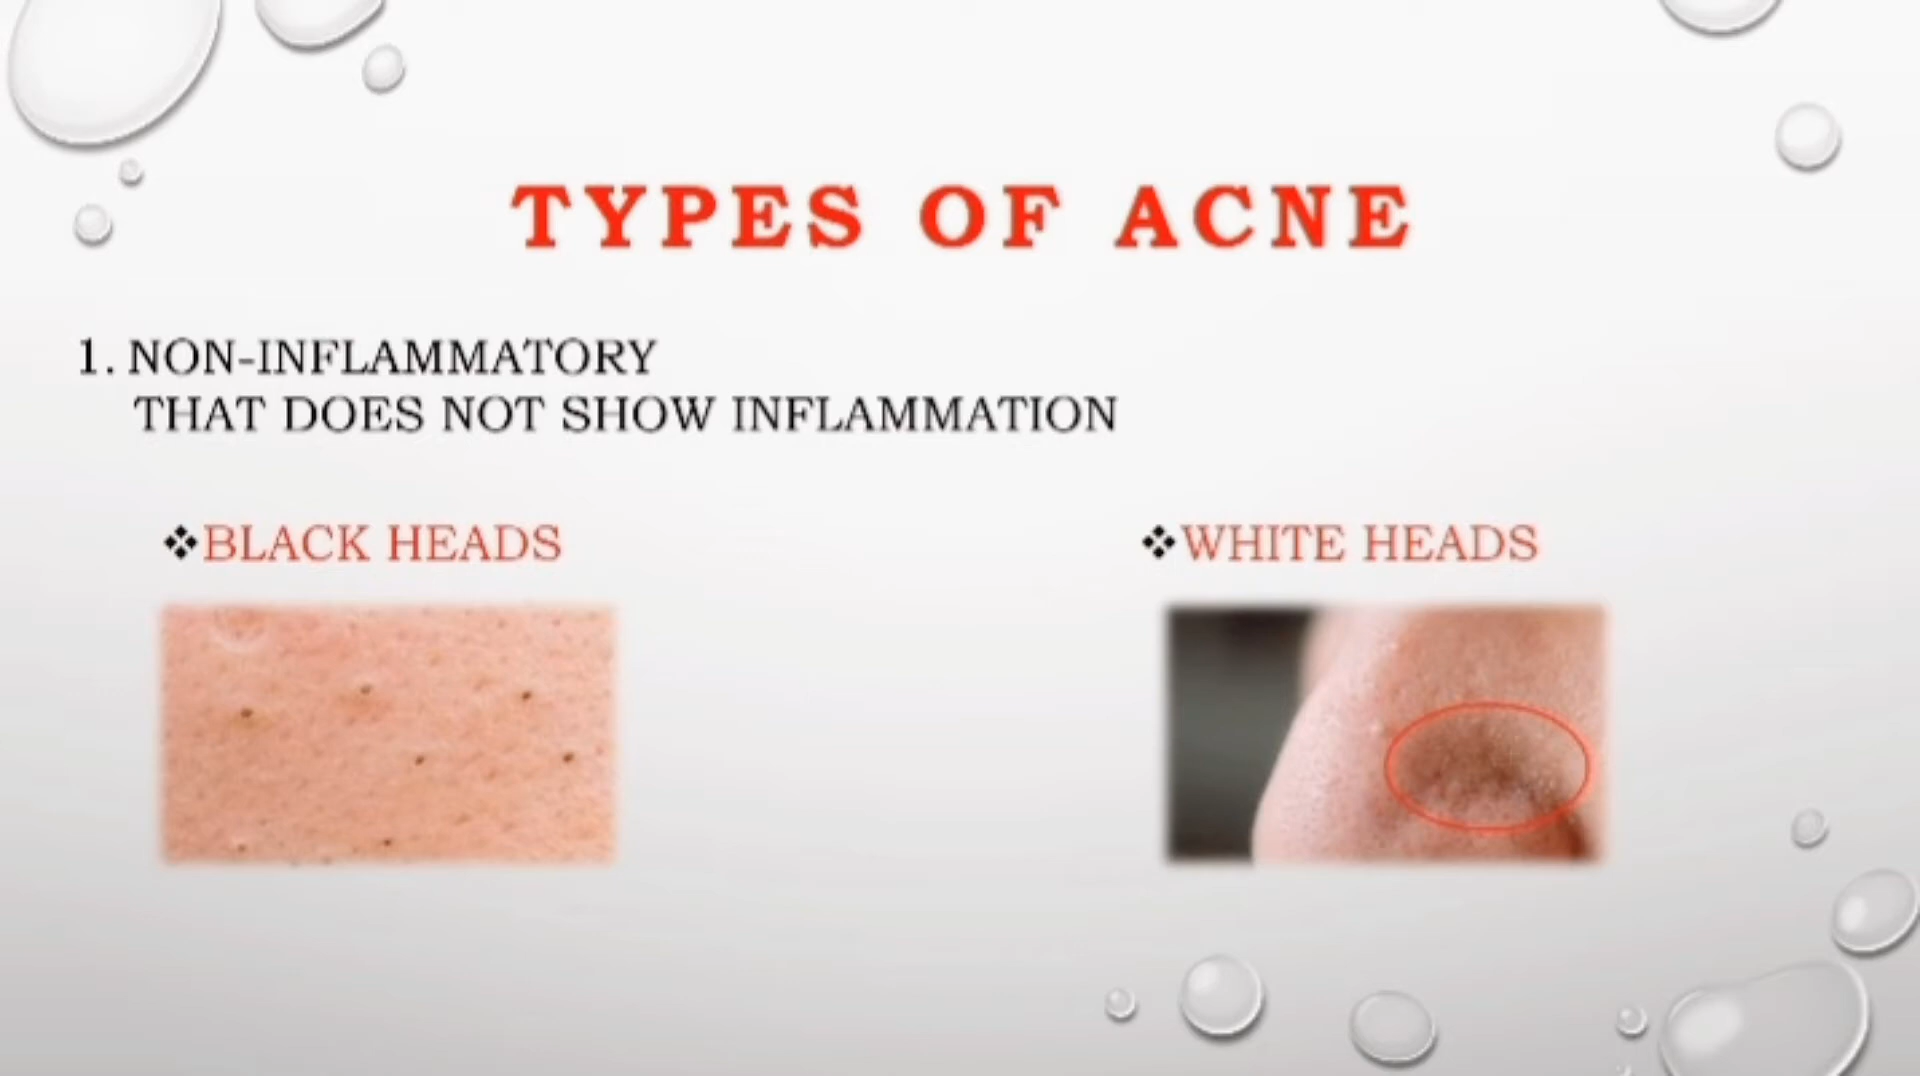 TYPES OF ACNE
1. NON-INFLAMMATORY
THAT DOES NOT SHOW INFLAMMATION
❖BLACK HEADS
❖WHITE HEADS